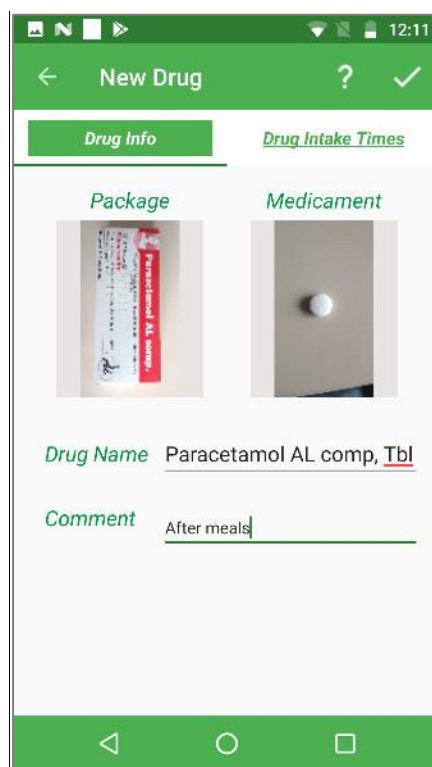 12:11
New Drug ?
Drug Info Drug Intake Times
Package Medicament
Paracetamol AL comp.
Drug Name Paracetamol AL comp, Tbl
Comment After meals